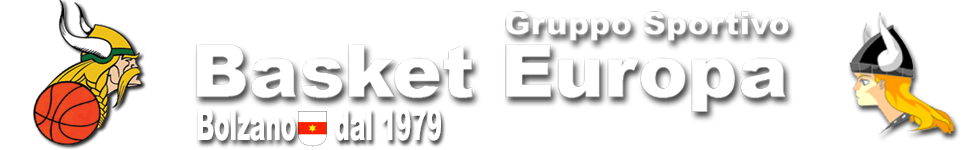 Gruppo Sportivo
Basket Europa
Bolzano dal 1979